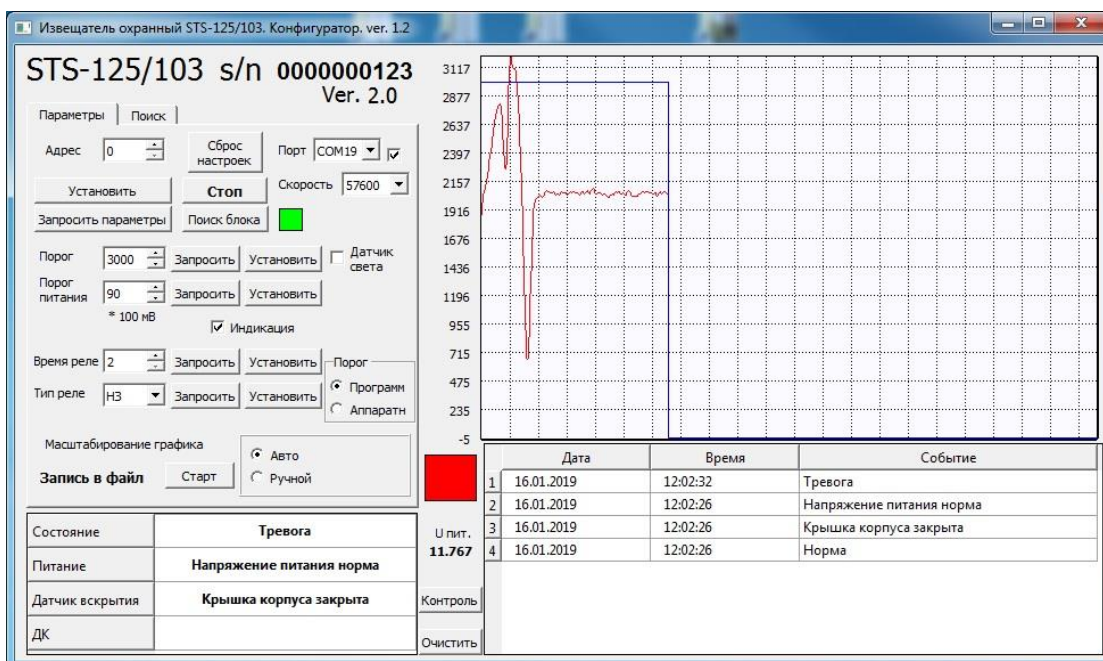 Извещатель охранный STS-125/103. Конфигуратор. ver. 1.2
STS-125/103 s/n 0000000123
Ver. 2.0
Параметры Поиск
Адрес 0 Сброс настроек Порт COM19
Установить Стоп Скорость 57600
Запросить параметры Поиск блока
Порог 3000 Запросить Установить Датчик света
Порог питания 90 Запросить Установить
* 100 мВ
Индикация
Время реле 2 Запросить Установить Порог
Тип реле НЗ Запросить Установить Программ
Аппаратн
Масштабирование графика
Авто
Запись в файл Старт Ручной
Состояние Тревога
Питание Напряжение питания норма
Датчик вскрытия Крышка корпуса закрыта
ДК
U пит.
11.767
Контроль
Очистить
3117
2877
2637
2397
2157
1916
1676
1436
1196
955
715
475
235
-5
Дата Время Событие
1 16.01.2019 12:02:32 Тревога
2 16.01.2019 12:02:26 Напряжение питания норма
3 16.01.2019 12:02:26 Крышка корпуса закрыта
4 16.01.2019 12:02:26 Норма